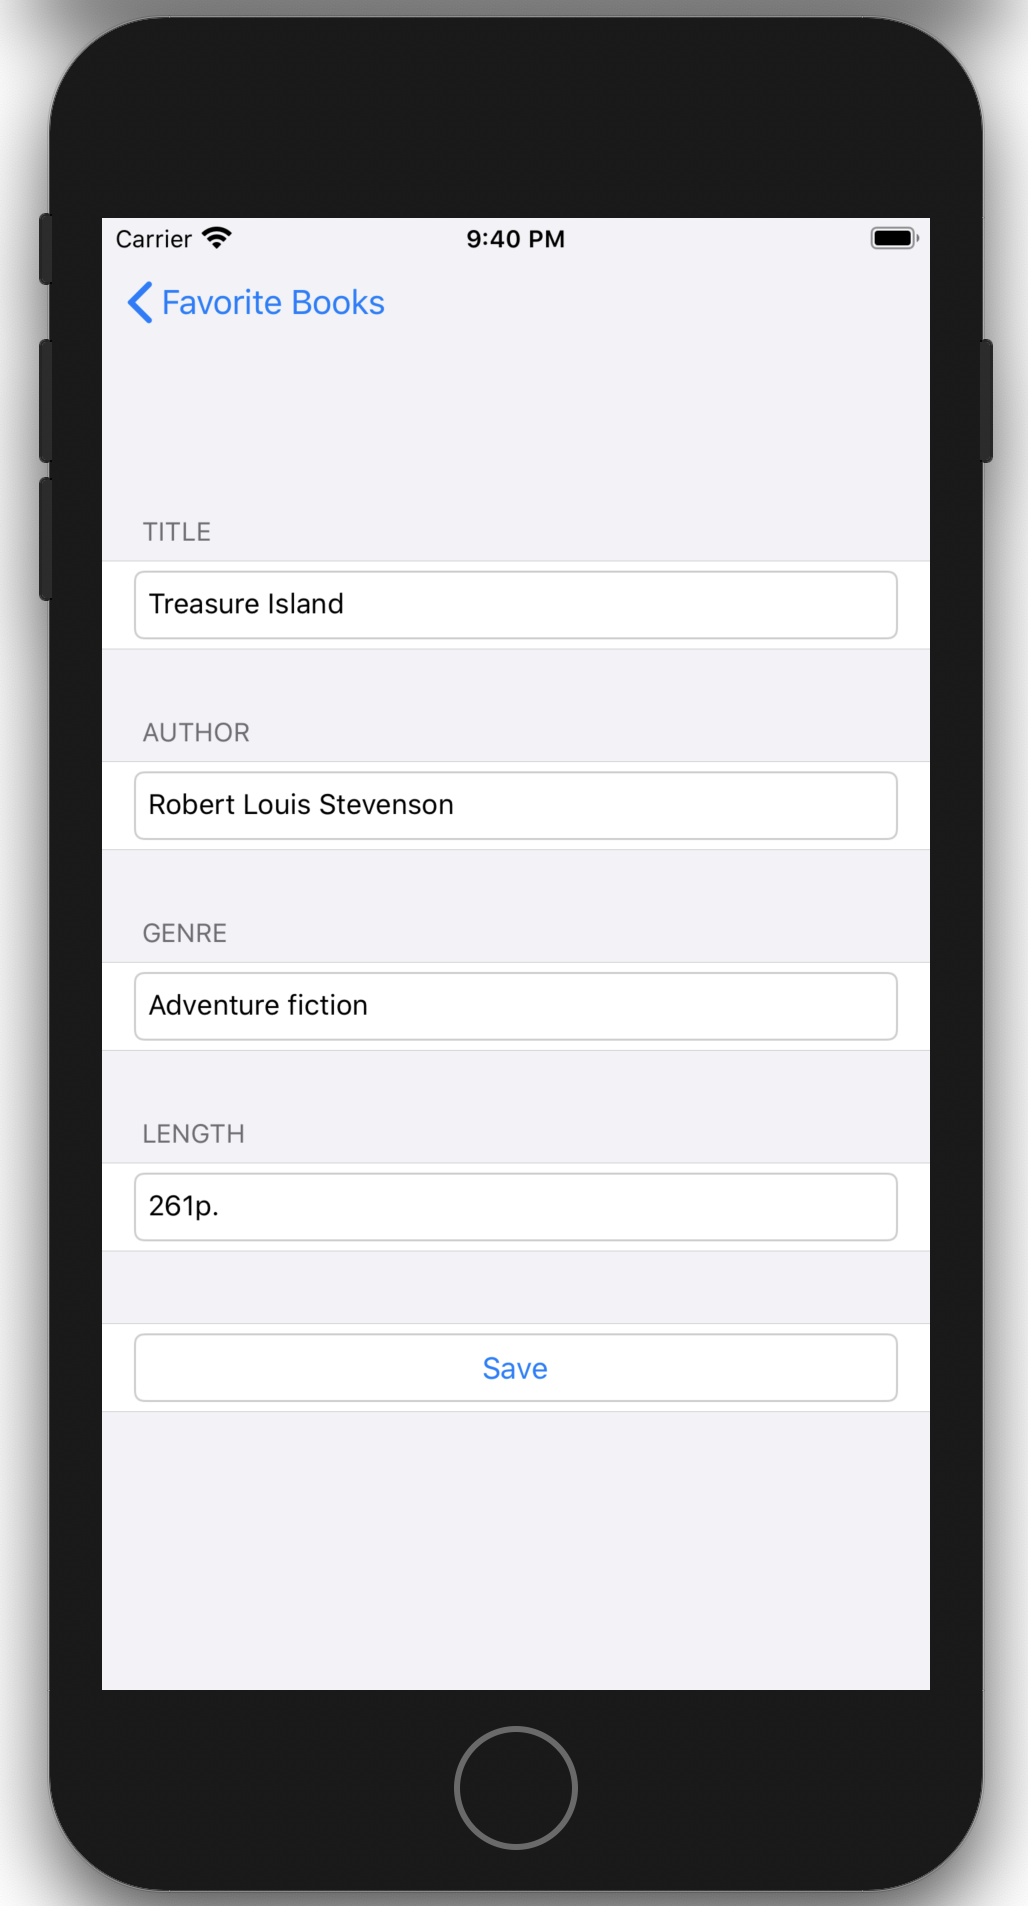 Carrier
9:40 PM
Favorite Books
TITLE
Treasure Island
AUTHOR
Robert Louis Stevenson
GENRE
Adventure fiction
LENGTH
261p.
Save